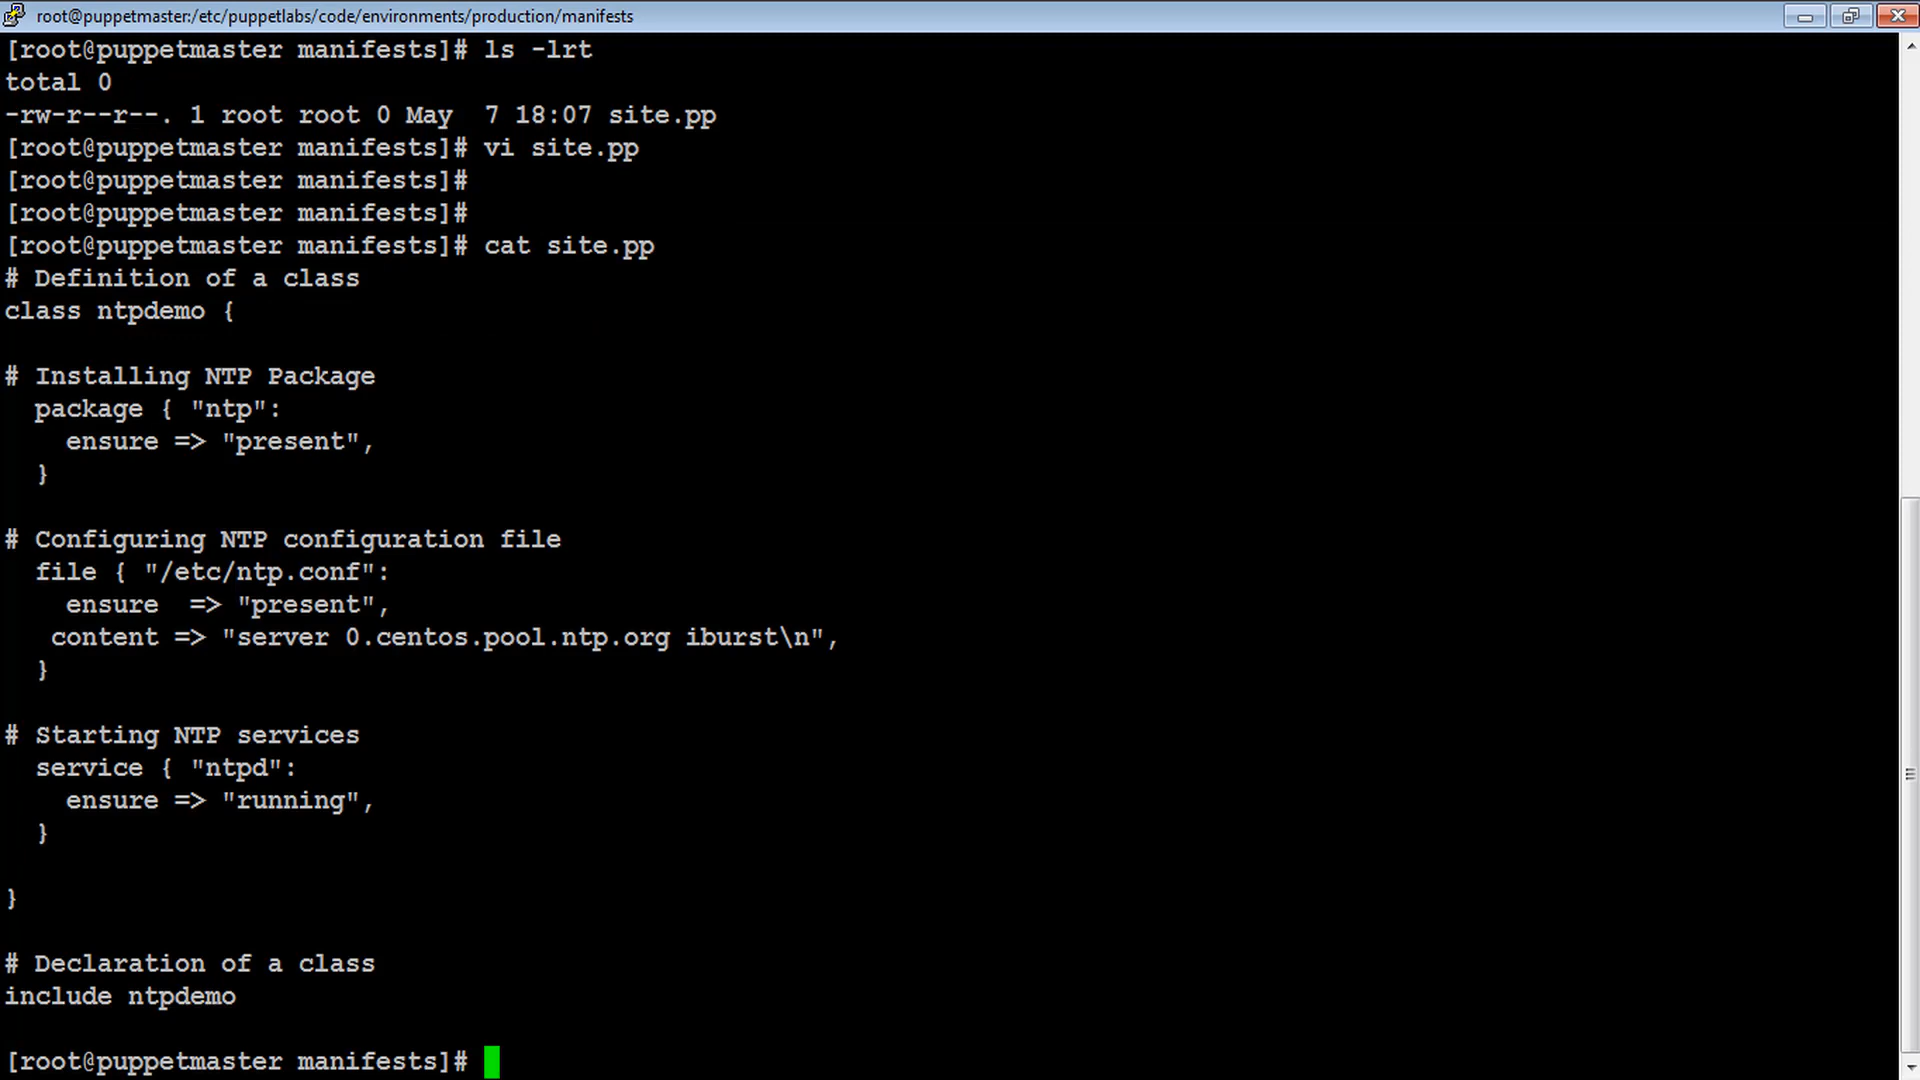 root@puppetmaster:/etc/puppetlabs/code/environments/production/manifests
[root@puppetmaster manifests]# ls -lrt
total 0
-rw-r--r--. 1 root root 0 May  7 18:07 site.pp
[root@puppetmaster manifests]# vi site.pp
[root@puppetmaster manifests]#
[root@puppetmaster manifests]#
[root@puppetmaster manifests]# cat site.pp
# Definition of a class
class ntpdemo {
# Installing NTP Package
  package { "ntp":
    ensure => "present",
  }
# Configuring NTP configuration file
  file { "/etc/ntp.conf":
    ensure  => "present",
   content => "server 0.centos.pool.ntp.org iburst\n",
  }
# Starting NTP services
  service { "ntpd":
    ensure => "running",
  }
}
# Declaration of a class
include ntpdemo
[root@puppetmaster manifests]#